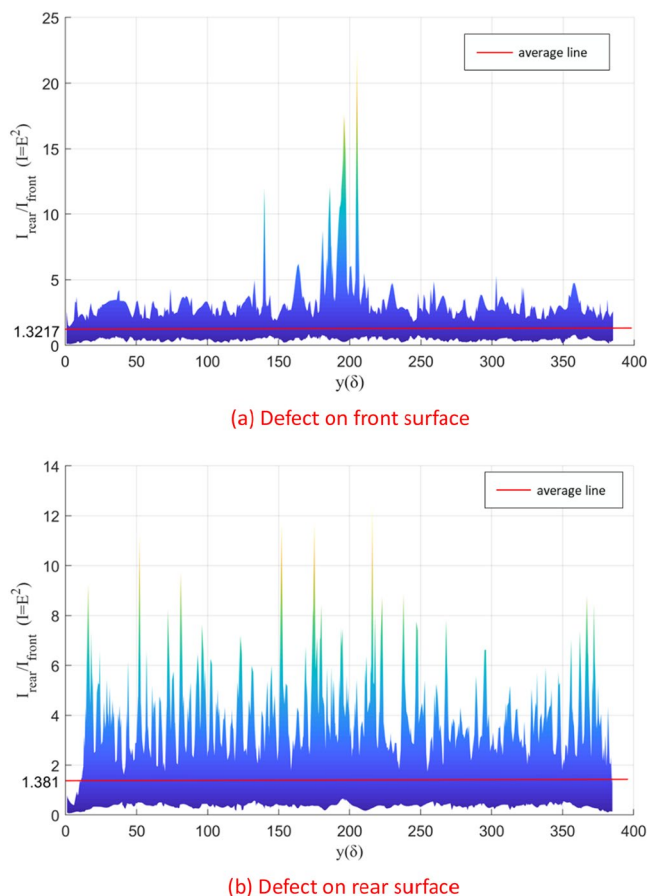 25
average line
20
15
10
5
1.3217
0
0 50 100 150 200 250 300 350 400
I_rear/I_front (I=E²)
y(δ)
(a) Defect on front surface
14
average line
12
10
8
6
4
2
1.381
0
0 50 100 150 200 250 300 350 400
I_rear/I_front (I=E²)
y(δ)
(b) Defect on rear surface